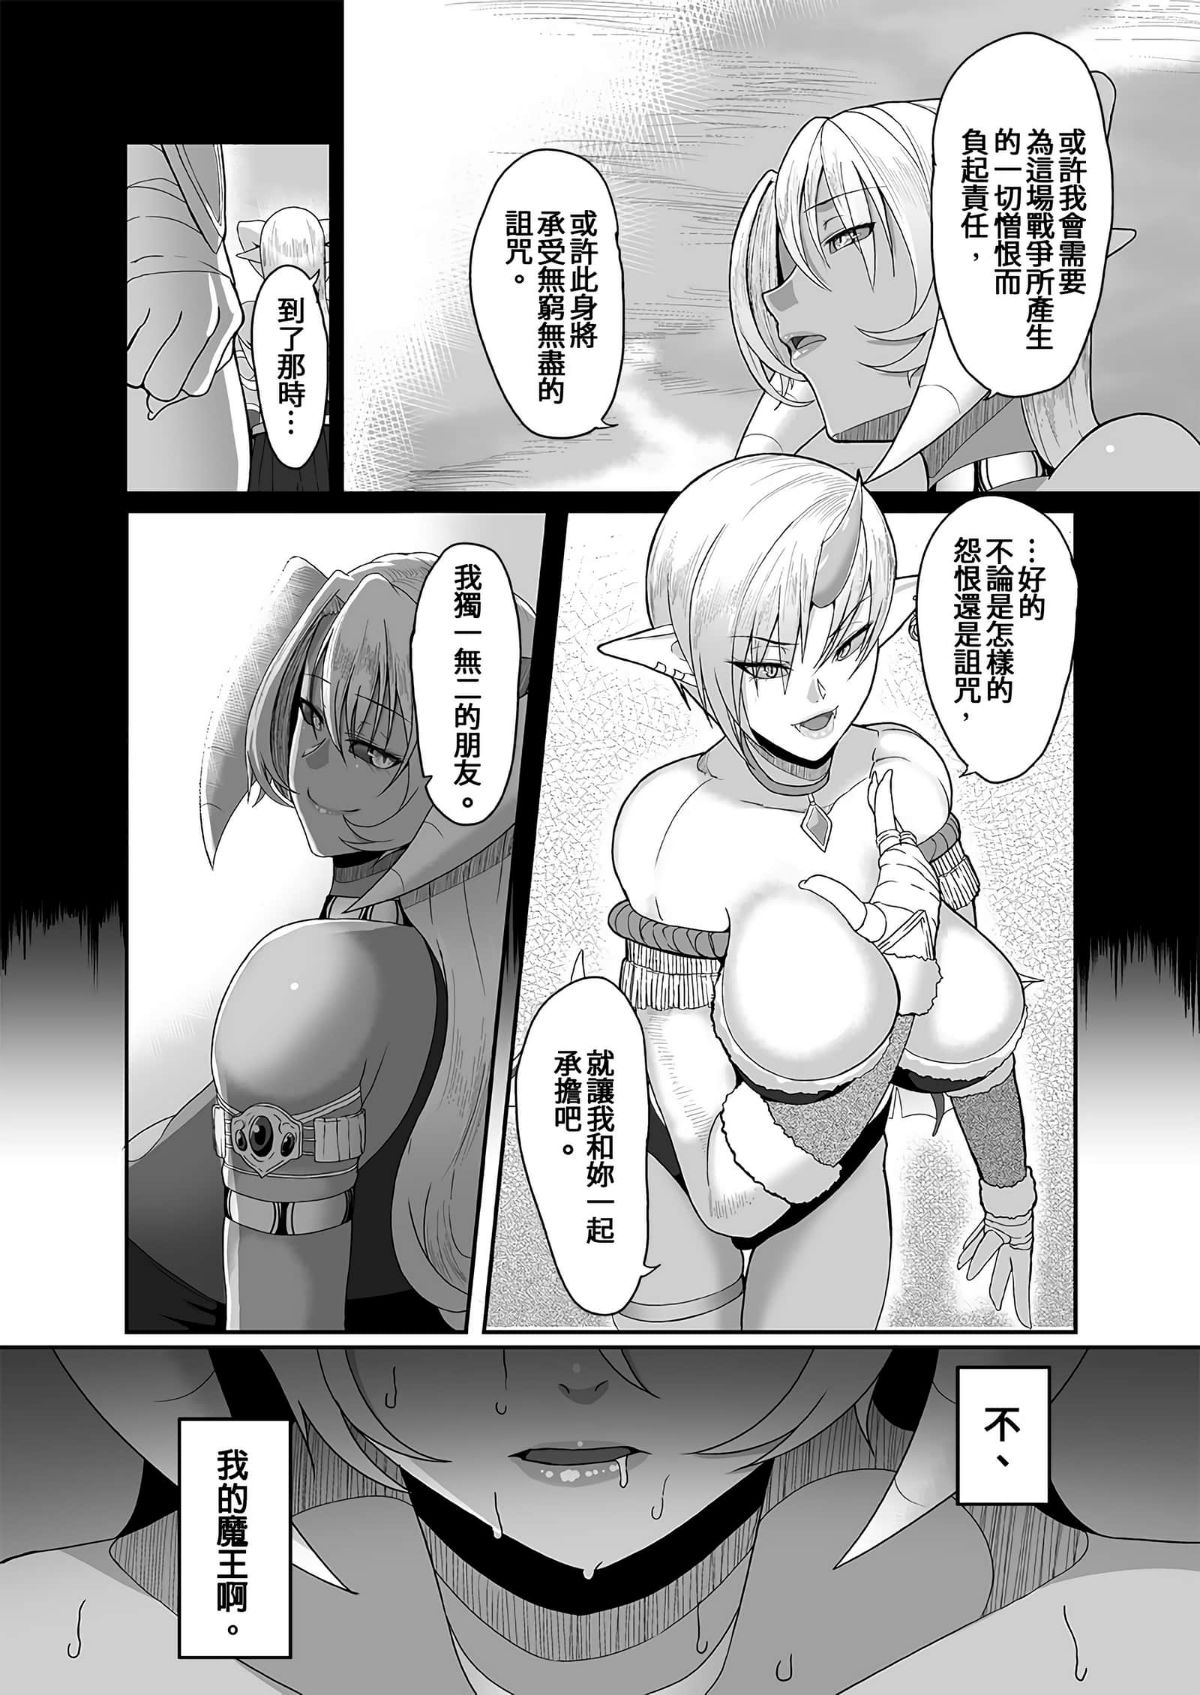 或許我會需要
為這場戰爭所產生
的一切憎恨而
負起責任，
或許此身將
承受無窮無盡的
詛咒。
到了那時…
…好的
不論是怎樣的
怨恨還是詛咒，
就讓我和妳一起
承擔吧。
我獨一無二的朋友。
不、
我的魔王啊。